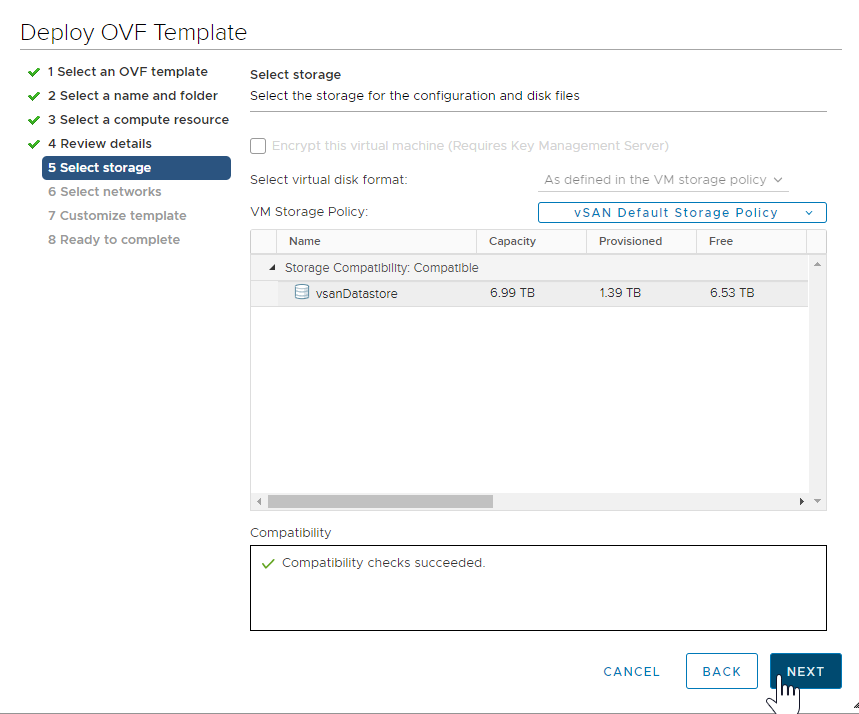 Deploy OVF Template
1 Select an OVF template
2 Select a name and folder
3 Select a compute resource
4 Review details
5 Select storage
6 Select networks
7 Customize template
8 Ready to complete
Select storage
Select the storage for the configuration and disk files
Encrypt this virtual machine (Requires Key Management Server)
Select virtual disk format: As defined in the VM storage policy
VM Storage Policy: vSAN Default Storage Policy
Name Capacity Provisioned Free
Storage Compatibility: Compatible
vsanDatastore 6.99 TB 1.39 TB 6.53 TB
Compatibility
Compatibility checks succeeded.
CANCEL BACK NEXT